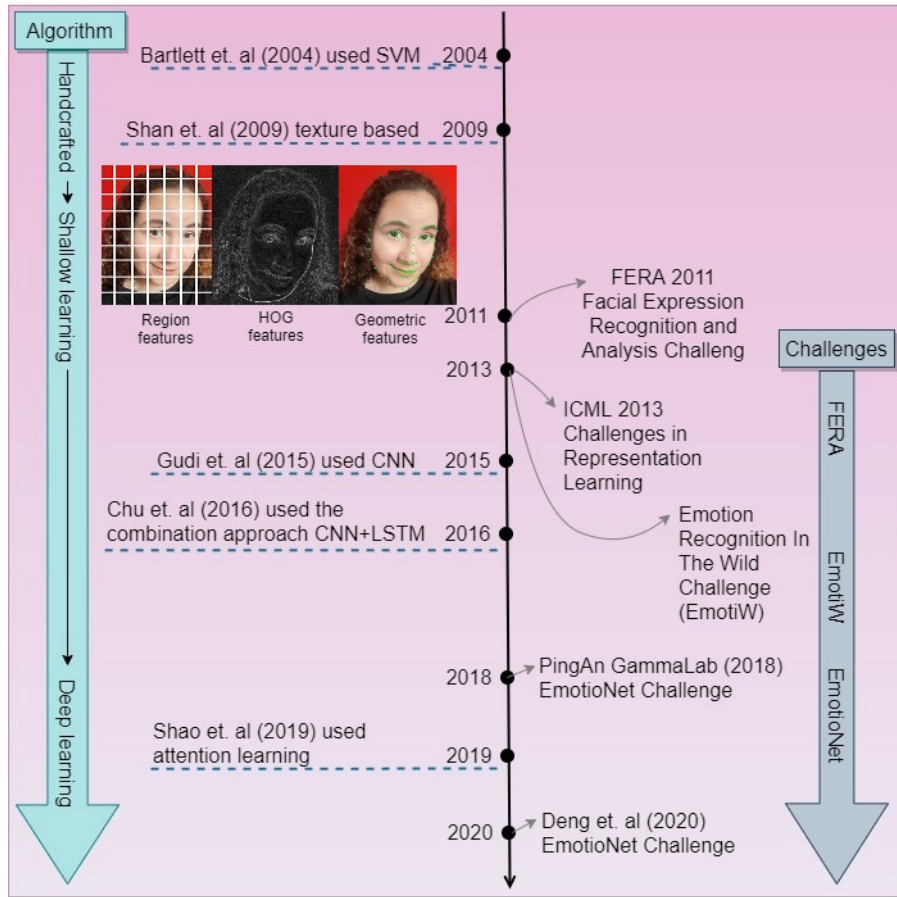 Algorithm
Handcrafted
Shallow learning
Deep learning
Bartlett et. al (2004) used SVM
2004
Shan et. al (2009) texture based
2009
Region
features
HOG
features
Geometric
features
2011
FERA 2011
Facial Expression
Recognition and
Analysis Challeng
2013
ICML 2013
Challenges in
Representation
Learning
Emotion
Recognition In
The Wild
Challenge
(EmotiW)
Gudi et. al (2015) used CNN
2015
Chu et. al (2016) used the
combination approach CNN+LSTM
2016
2018
PingAn GammaLab (2018)
EmotioNet Challenge
Shao et. al (2019) used
attention learning
2019
2020
Deng et. al (2020)
EmotioNet Challenge
Challenges
FERA
EmotiW
EmotioNet